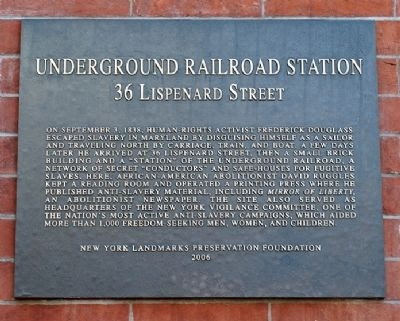 UNDERGROUND RAILROAD STATION
36 LISPENARD STREET
ON SEPTEMBER 3, 1838, HUMAN-RIGHTS ACTIVIST FREDERICK DOUGLASS
ESCAPED SLAVERY IN MARYLAND BY DISGUISING HIMSELF AS A SAILOR
AND TRAVELING NORTH BY CARRIAGE, TRAIN, AND BOAT. A FEW DAYS
LATER HE ARRIVED AT 36 LISPENARD STREET, THEN A SMALL BRICK
BUILDING AND A "STATION" OF THE UNDERGROUND RAILROAD, A
NETWORK OF SECRET "CONDUCTORS" AND SAFE-HOUSES FOR FUGITIVE
SLAVES. HERE, AFRICAN AMERICAN ABOLITIONIST DAVID RUGGLES
KEPT A READING ROOM AND OPERATED A PRINTING PRESS WHERE HE
PUBLISHED ANTI-SLAVERY MATERIAL, INCLUDING MIRROR OF LIBERTY,
AN ABOLITIONIST NEWSPAPER. THE SITE ALSO SERVED AS
HEADQUARTERS OF THE NEW YORK VIGILANCE COMMITTEE, ONE OF
THE NATION'S MOST ACTIVE ANTI-SLAVERY CAMPAIGNS, WHICH AIDED
MORE THAN 1,000 FREEDOM SEEKING MEN, WOMEN, AND CHILDREN.
NEW YORK LANDMARKS PRESERVATION FOUNDATION
2006